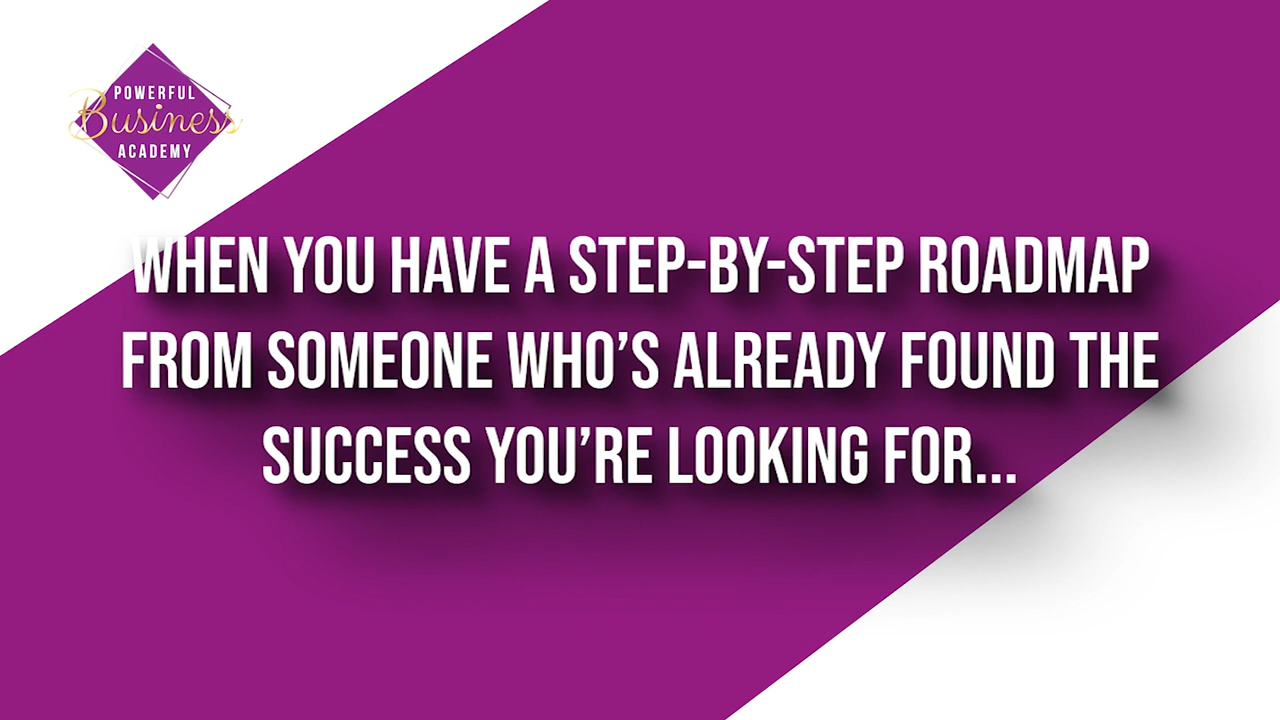 POWERFUL
Business
ACADEMY
WHEN YOU HAVE A STEP-BY-STEP ROADMAP
FROM SOMEONE WHO’S ALREADY FOUND THE
SUCCESS YOU’RE LOOKING FOR...